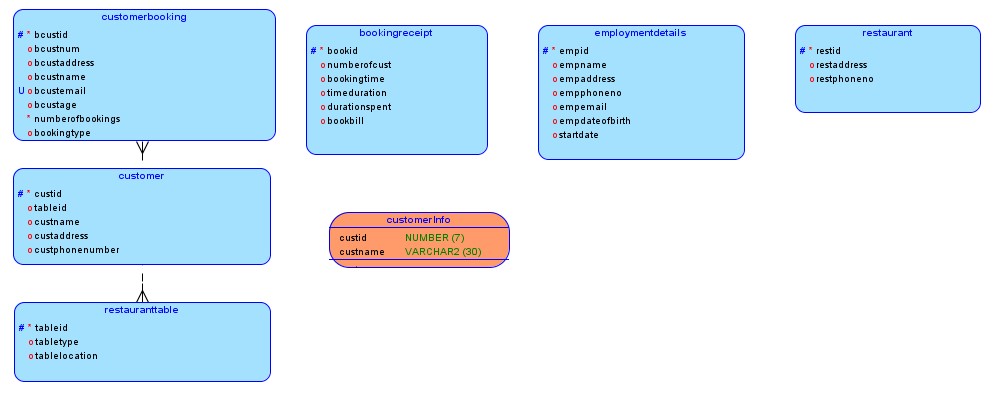 customerbooking
# * bcustid
o bcustnum
o bcustaddress
o bcustname
U o bcustemail
o bcustage
* numberofbookings
o bookingtype
bookingreceipt
# * bookid
o numberofcust
o bookingtime
o timeduration
o durationspent
o bookbill
employmentdetails
# * empid
o empname
o empaddress
o empphoneno
o empemail
o empdateofbirth
o startdate
restaurant
# * restid
o restaddress
o restphoneno
customer
# * custid
o tableid
o custname
o custaddress
o custphonenumber
customerInfo
custid NUMBER (7)
custname VARCHAR2 (30)
restauranttable
# * tableid
o tabletype
o tablelocation